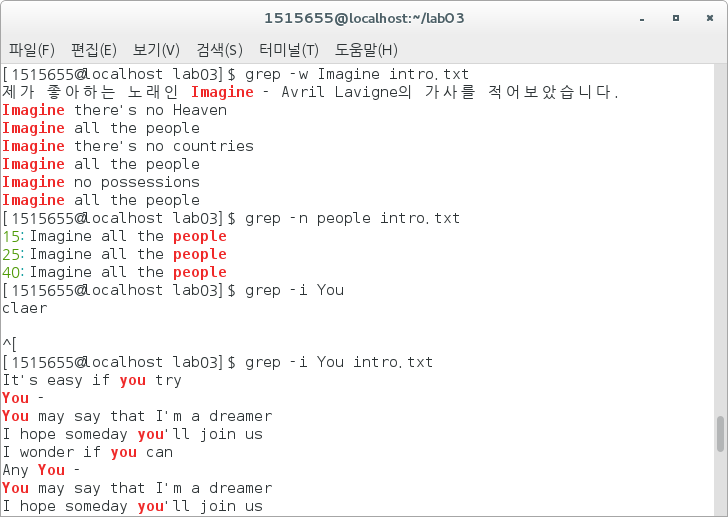 1515655@localhost:~/lab03
파일(F) 편집(E) 보기(V) 검색(S) 터미널(T) 도움말(H)
[1515655@localhost lab03]$ grep -w Imagine intro.txt
제가 좋아하는 노래인 Imagine - Avril Lavigne의 가사를 적어보았습니다.
Imagine there's no Heaven
Imagine all the people
Imagine there's no countries
Imagine all the people
Imagine no possessions
Imagine all the people
[1515655@localhost lab03]$ grep -n people intro.txt
15:Imagine all the people
25:Imagine all the people
40:Imagine all the people
[1515655@localhost lab03]$ grep -i You
claer
^[
[1515655@localhost lab03]$ grep -i You intro.txt
It's easy if you try
You -
You may say that I'm a dreamer
I hope someday you'll join us
I wonder if you can
Any You -
You may say that I'm a dreamer
I hope someday you'll join us